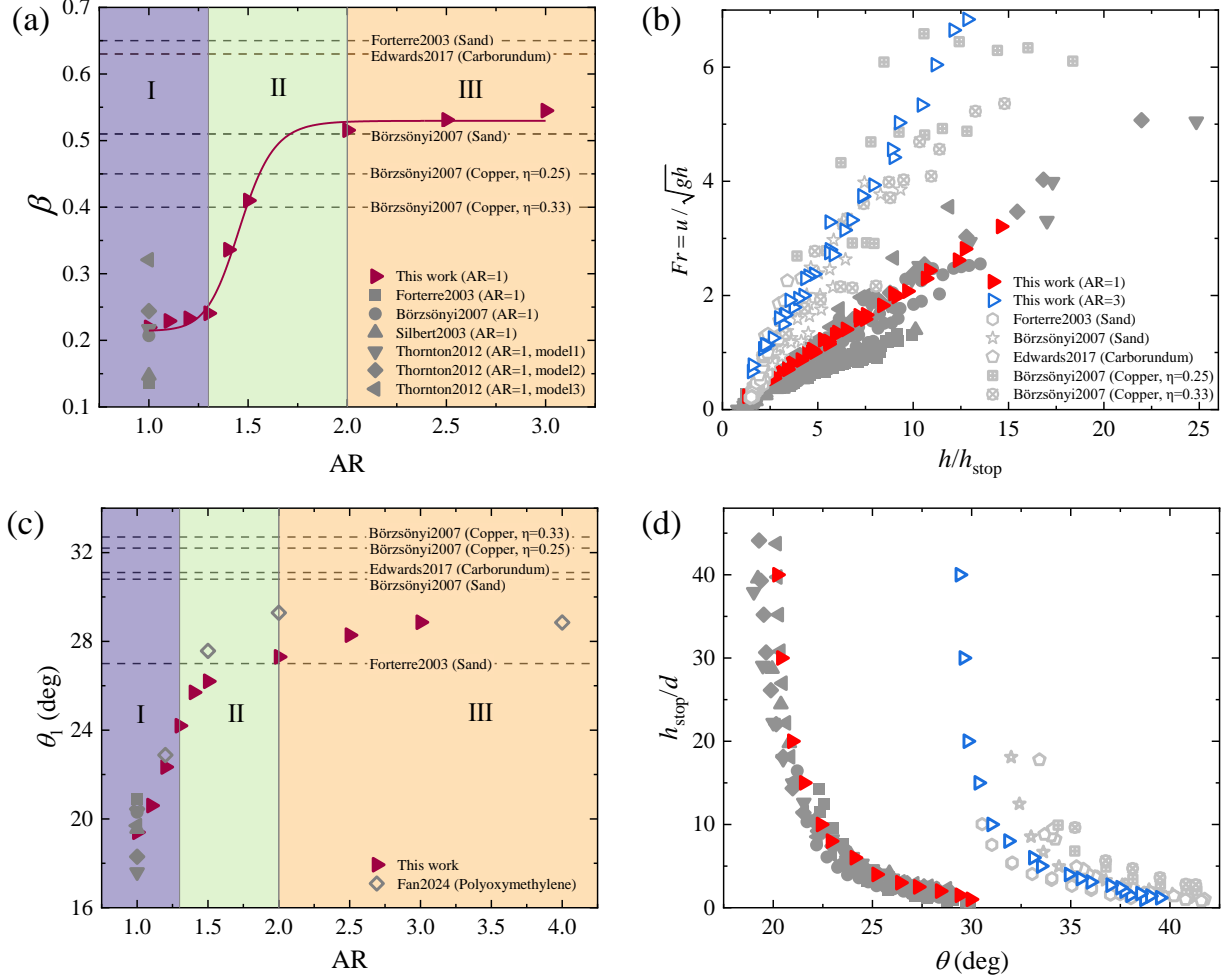 (a)
0.7
0.6
0.5
0.4
0.3
0.2
0.1
β
1.0
1.5
2.0
2.5
3.0
AR
I
II
III
Forterre2003 (Sand)
Edwards2017 (Carborundum)
Börzsönyi2007 (Sand)
Börzsönyi2007 (Copper, η=0.25)
Börzsönyi2007 (Copper, η=0.33)
This work (AR=1)
Forterre2003 (AR=1)
Börzsönyi2007 (AR=1)
Silbert2003 (AR=1)
Thornton2012 (AR=1, model1)
Thornton2012 (AR=1, model2)
Thornton2012 (AR=1, model3)
(b)
6
4
2
0
Fr = u / √gh
0
5
10
15
20
25
h/hstop
This work (AR=1)
This work (AR=3)
Forterre2003 (Sand)
Börzsönyi2007 (Sand)
Edwards2017 (Carborundum)
Börzsönyi2007 (Copper, η=0.25)
Börzsönyi2007 (Copper, η=0.33)
(c)
32
28
24
20
16
θ1 (deg)
1.0
1.5
2.0
2.5
3.0
3.5
4.0
AR
I
II
III
Börzsönyi2007 (Copper, η=0.33)
Börzsönyi2007 (Copper, η=0.25)
Edwards2017 (Carborundum)
Börzsönyi2007 (Sand)
Forterre2003 (Sand)
This work
Fan2024 (Polyoxymethylene)
(d)
40
30
20
10
0
hstop/d
20
25
30
35
40
θ (deg)